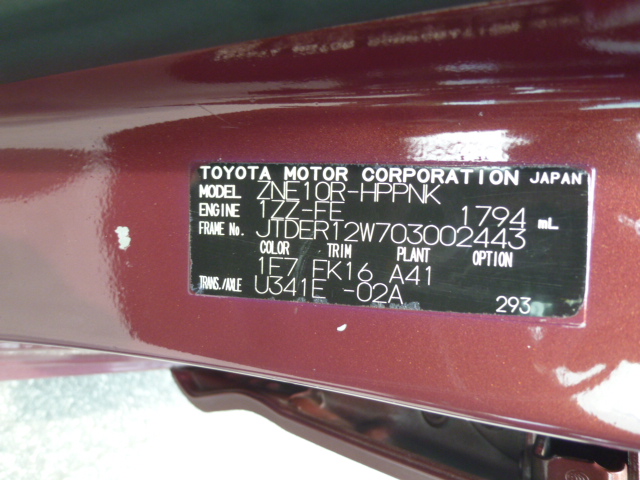 TOYOTA MOTOR CORPORATION JAPAN
MODEL ZNE10R-HPPNK
ENGINE 1ZZ-FE 1794 mL
FRAME No. JTDER12W703002443
COLOR TRIM PLANT OPTION
1E7 FK16 A41
TRANS./AXLE U341E -02A
293